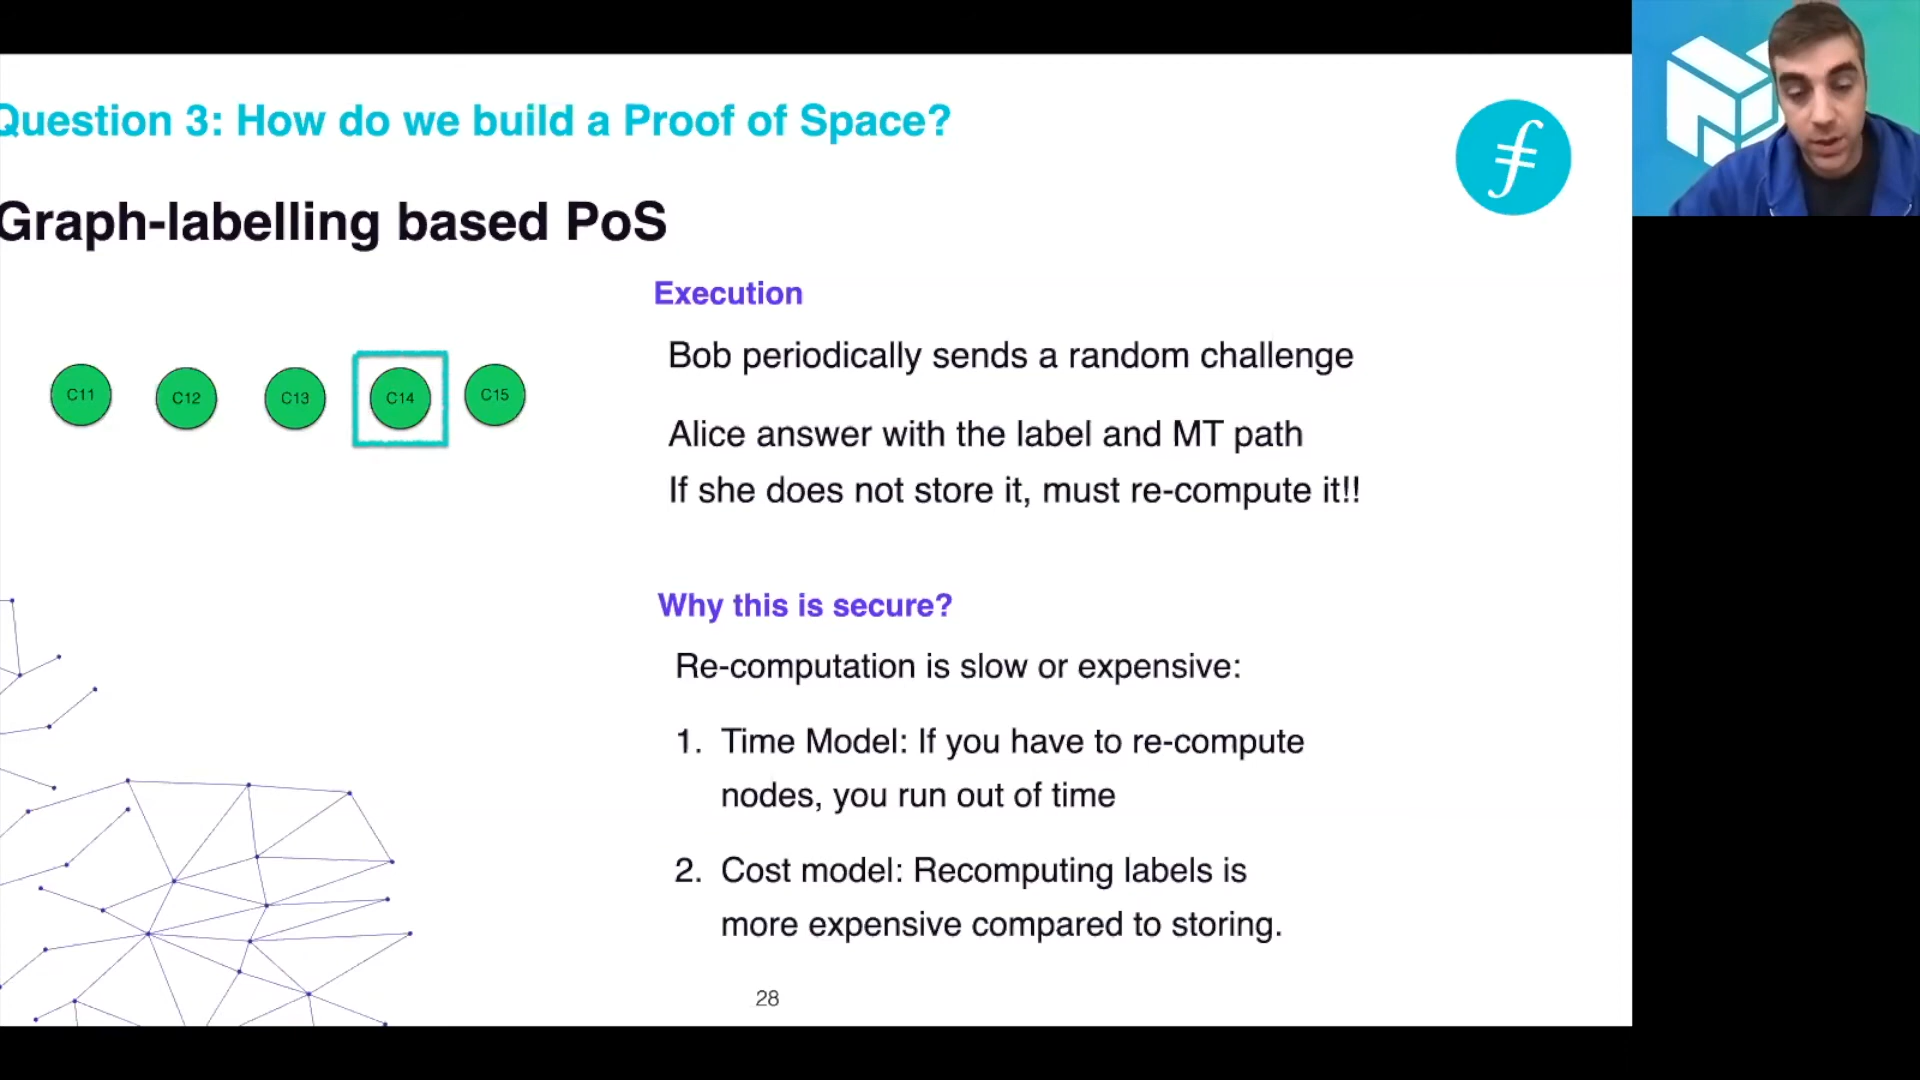 Question 3: How do we build a Proof of Space?
Graph-labelling based PoS
C11 C12 C13 C14 C15
Execution
Bob periodically sends a random challenge
Alice answer with the label and MT path
If she does not store it, must re-compute it!!
Why this is secure?
Re-computation is slow or expensive:
1. Time Model: If you have to re-compute
nodes, you run out of time
2. Cost model: Recomputing labels is
more expensive compared to storing.
28